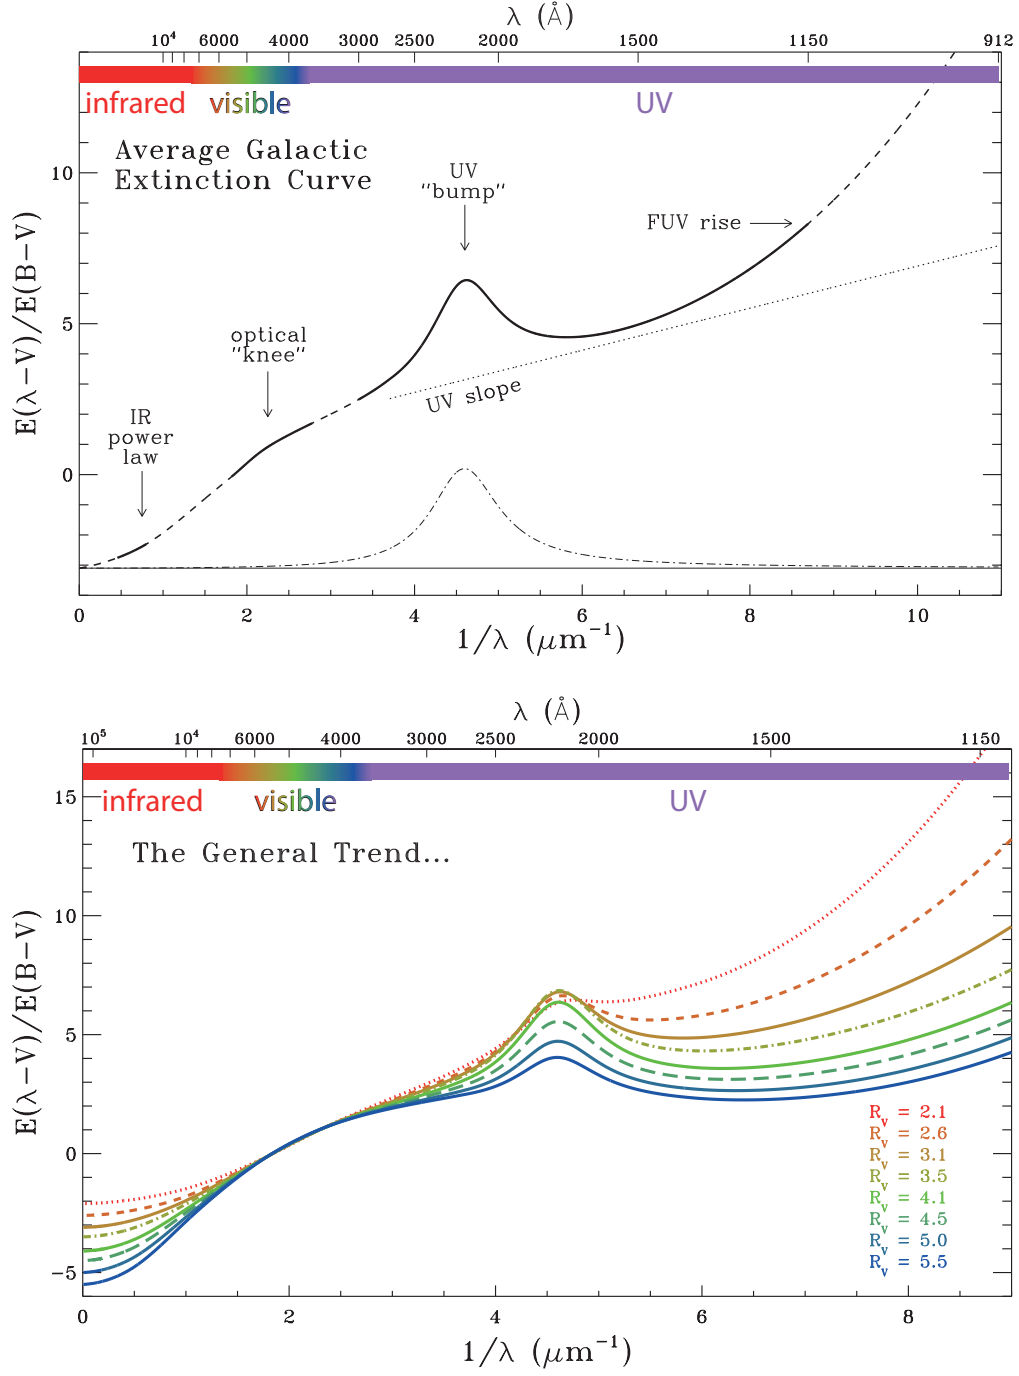 λ (Å)
10⁴ 6000 4000 3000 2500 2000 1500 1150 912
infrared visible UV
Average Galactic
Extinction Curve
UV
"bump"
FUV rise
optical
"knee"
UV slope
IR
power
law
E(λ−V)/E(B−V)
10
5
0
0 2 4 6 8 10
1/λ (μm⁻¹)
λ (Å)
10⁵ 10⁴ 6000 4000 3000 2500 2000 1500 1150
infrared visible UV
The General Trend...
E(λ−V)/E(B−V)
15
10
5
0
−5
R_v = 2.1
R_v = 2.6
R_v = 3.1
R_v = 3.5
R_v = 4.1
R_v = 4.5
R_v = 5.0
R_v = 5.5
0 2 4 6 8
1/λ (μm⁻¹)